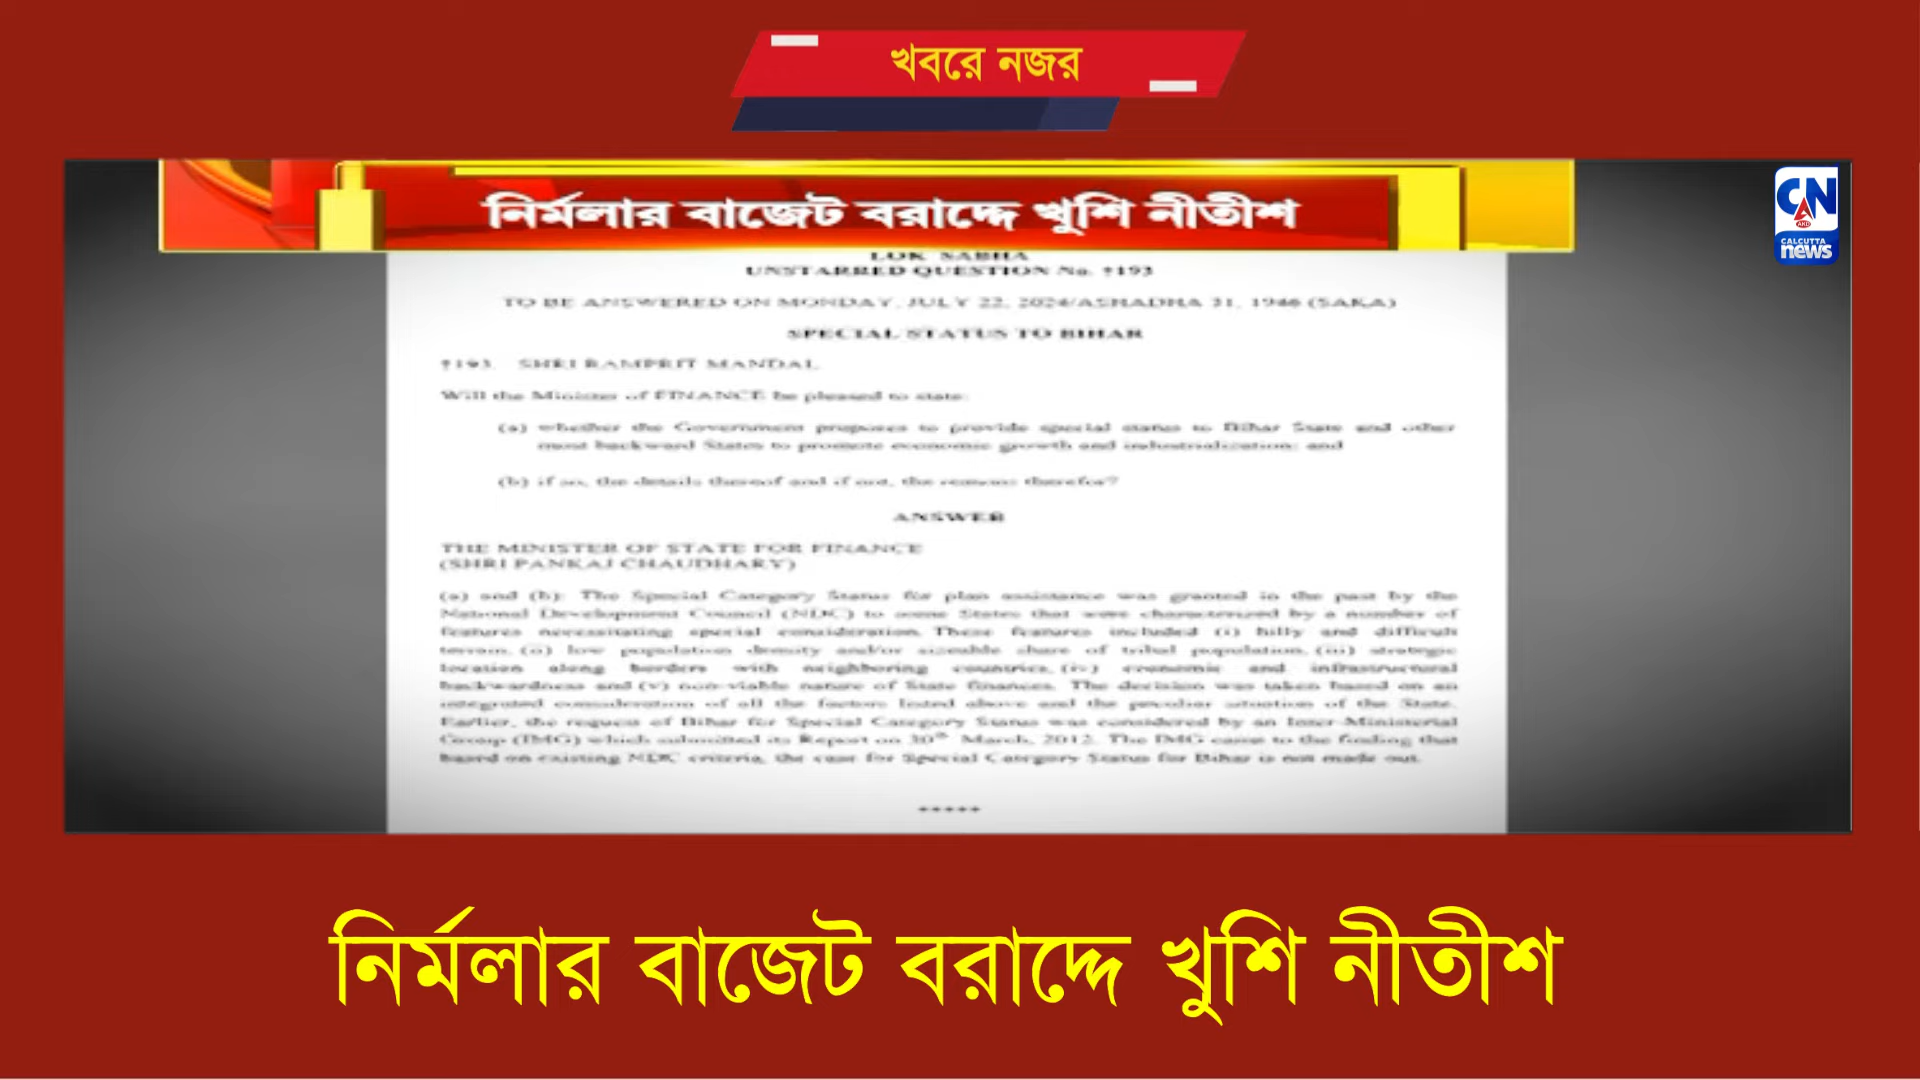 খবরে নজর
নির্মলার বাজেট বরাদ্দে খুশি নীতীশ
CN
AND
CALCUTTA
news
LOK SABHA
UNSTARRED QUESTION No. †193
TO BE ANSWERED ON MONDAY, JULY 22, 2024/ASHADHA 31, 1946 (SAKA)
SPECIAL STATUS TO BIHAR
†193. SHRI RAMPRIT MANDAL
Will the Minister of FINANCE be pleased to state:
(a) whether the Government proposes to provide special status to Bihar State and other
most backward States to promote economic growth and industrialization; and
(b) if so, the details thereof and if not, the reasons therefor?
ANSWER
THE MINISTER OF STATE FOR FINANCE
(SHRI PANKAJ CHAUDHARY)
(a) and (b): The Special Category Status for plan assistance was granted in the past by the
National Development Council (NDC) to some States that were characterized by a number of
features necessitating special consideration. These features included (i) hilly and difficult
terrain, (ii) low population density and/or sizeable share of tribal population, (iii) strategic
location along borders with neighboring countries, (iv) economic and infrastructural
backwardness and (v) non-viable nature of State finances. The decision was taken based on an
integrated consideration of all the factors listed above and the peculiar situation of the State.
Earlier, the request of Bihar for Special Category Status was considered by an Inter-Ministerial
Group (IMG) which submitted its Report on 30th March, 2012. The IMG came to the finding that
based on existing NDC criteria, the case for Special Category Status for Bihar is not made out.
*****
নির্মলার বাজেট বরাদ্দে খুশি নীতীশ